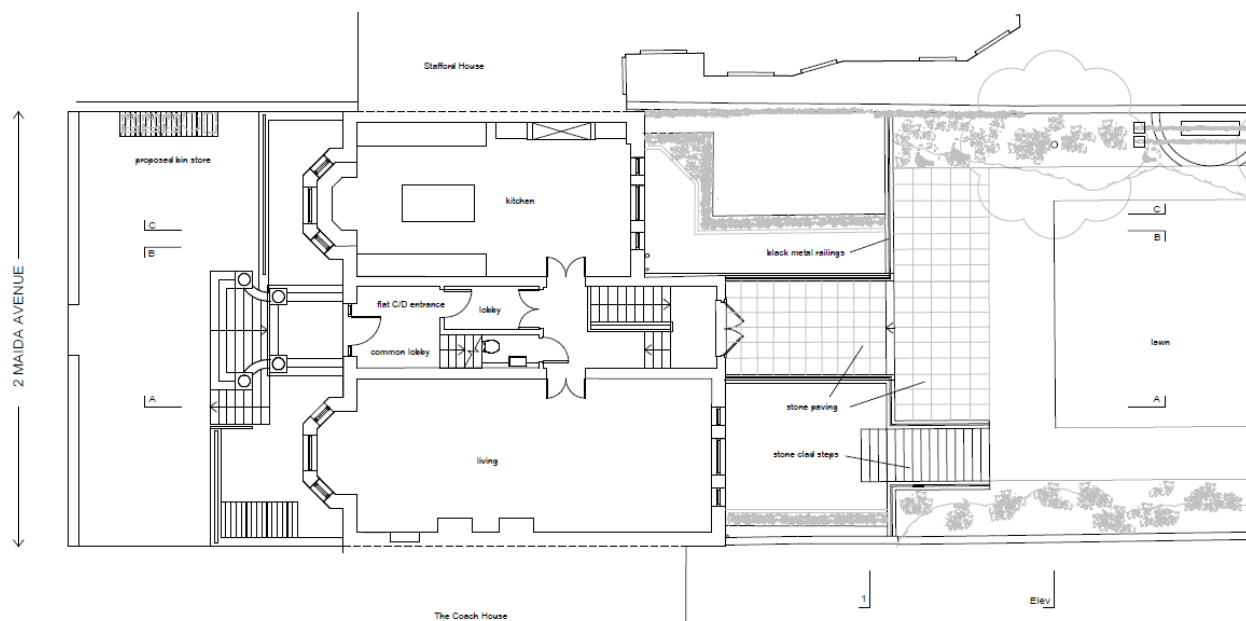 Stafford House
proposed bin store
C
B
kitchen
C
B
black metal railings
2 MAIDA AVENUE
flat C/D entrance
lobby
common lobby
lawn
A
stone paving
A
living
stone clad steps
1
Elev
The Coach House